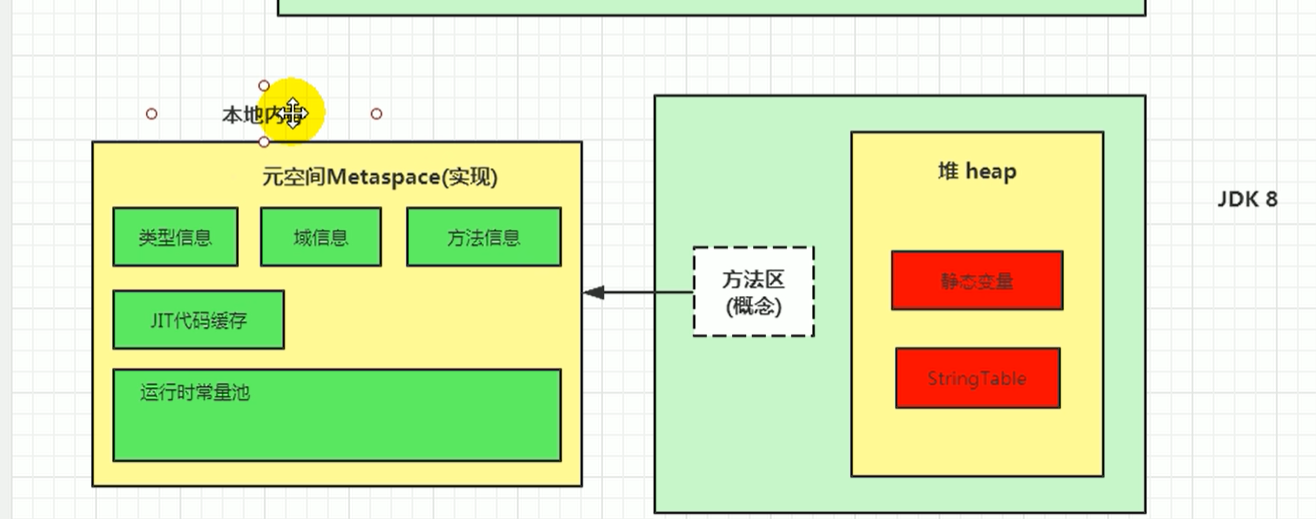 本地内
元空间Metaspace(实现)
类型信息
域信息
方法信息
JIT代码缓存
运行时常量池
方法区
(概念)
堆 heap
静态变量
StringTable
JDK 8